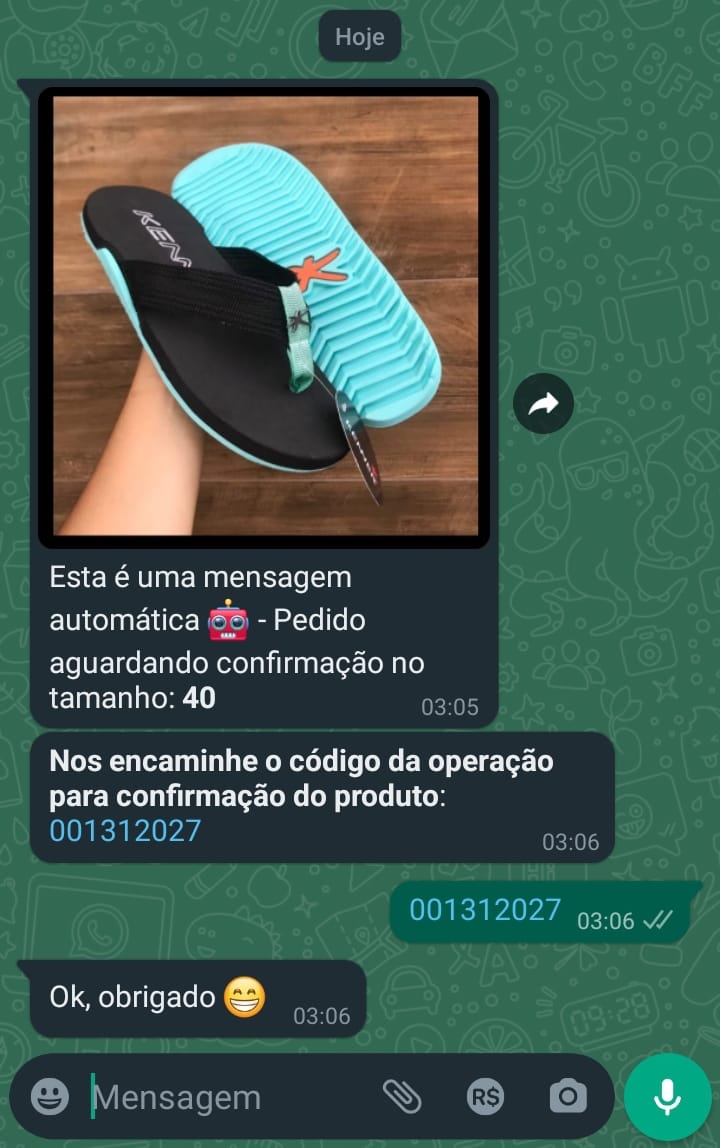 Hoje
KEN
Esta é uma mensagem
automática 🤖 - Pedido
aguardando confirmação no
tamanho: 40
03:05
Nos encaminhe o código da operação
para confirmação do produto:
001312027
03:06
001312027 03:06
Ok, obrigado 😁
03:06
Mensagem
R$